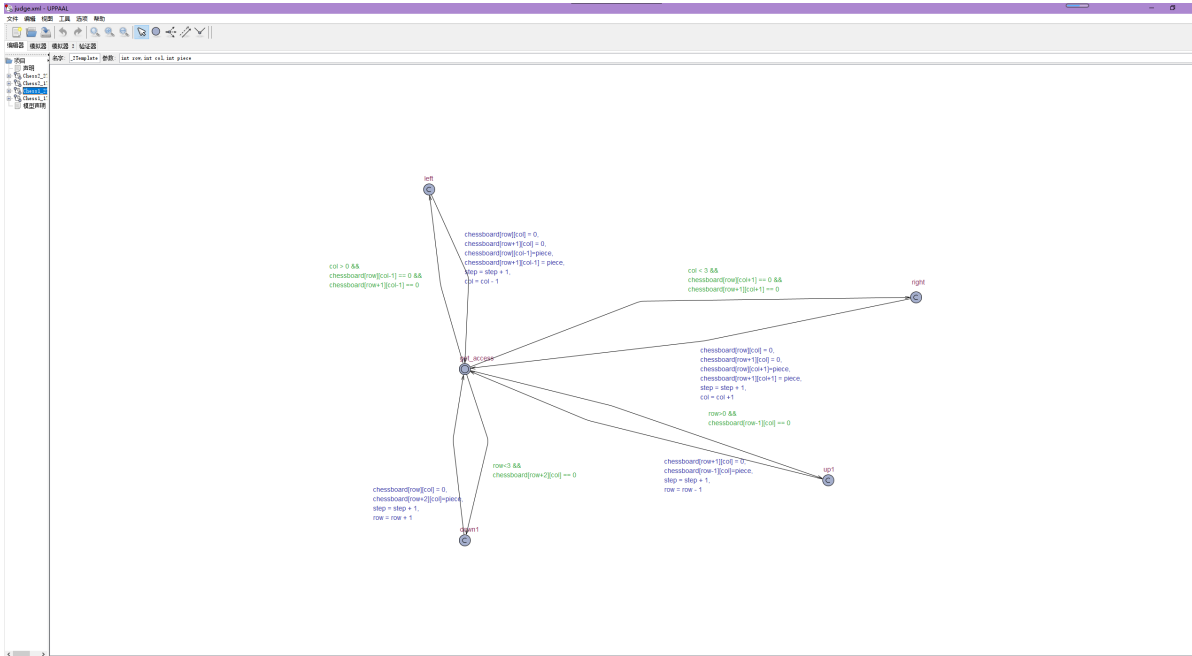 judge.xml - UPPAAL
文件 编辑 视图 工具 选项 帮助
编辑器 模拟器 模拟器 2 验证器
项目
声明
Chess2_2
Chess2_1
Chess1_2
Chess1_1
模型声明
名字: _2Template 参数: int row,int col,int piece
left
chessboard[row][col] = 0,
chessboard[row+1][col] = 0,
chessboard[row][col-1]=piece,
chessboard[row+1][col-1] = piece,
step = step + 1,
col = col - 1
col > 0 &&
chessboard[row][col-1] == 0 &&
chessboard[row+1][col-1] == 0
col < 3 &&
chessboard[row][col+1] == 0 &&
chessboard[row+1][col+1] == 0
right
get_access
chessboard[row][col] = 0,
chessboard[row+1][col] = 0,
chessboard[row][col+1]=piece,
chessboard[row+1][col+1] = piece,
step = step + 1,
col = col +1
row>0 &&
chessboard[row-1][col] == 0
row<3 &&
chessboard[row+2][col] == 0
chessboard[row+1][col] = 0,
chessboard[row-1][col]=piece,
step = step + 1,
row = row - 1
up1
chessboard[row][col] = 0,
chessboard[row+2][col]=piece,
step = step + 1,
row = row + 1
down1